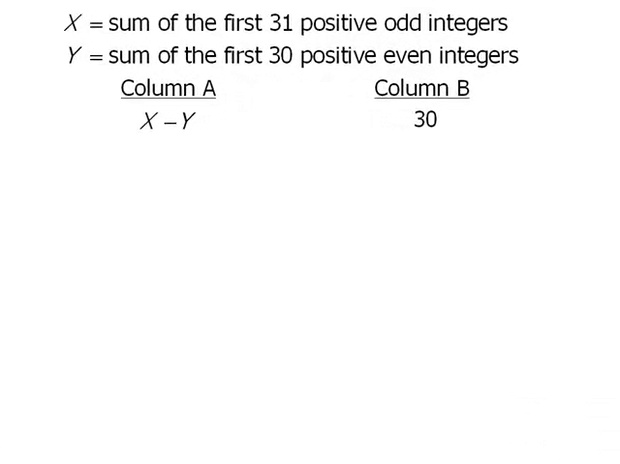 X = sum of the first 31 positive odd integers
Y = sum of the first 30 positive even integers
Column A Column B
X – Y 30